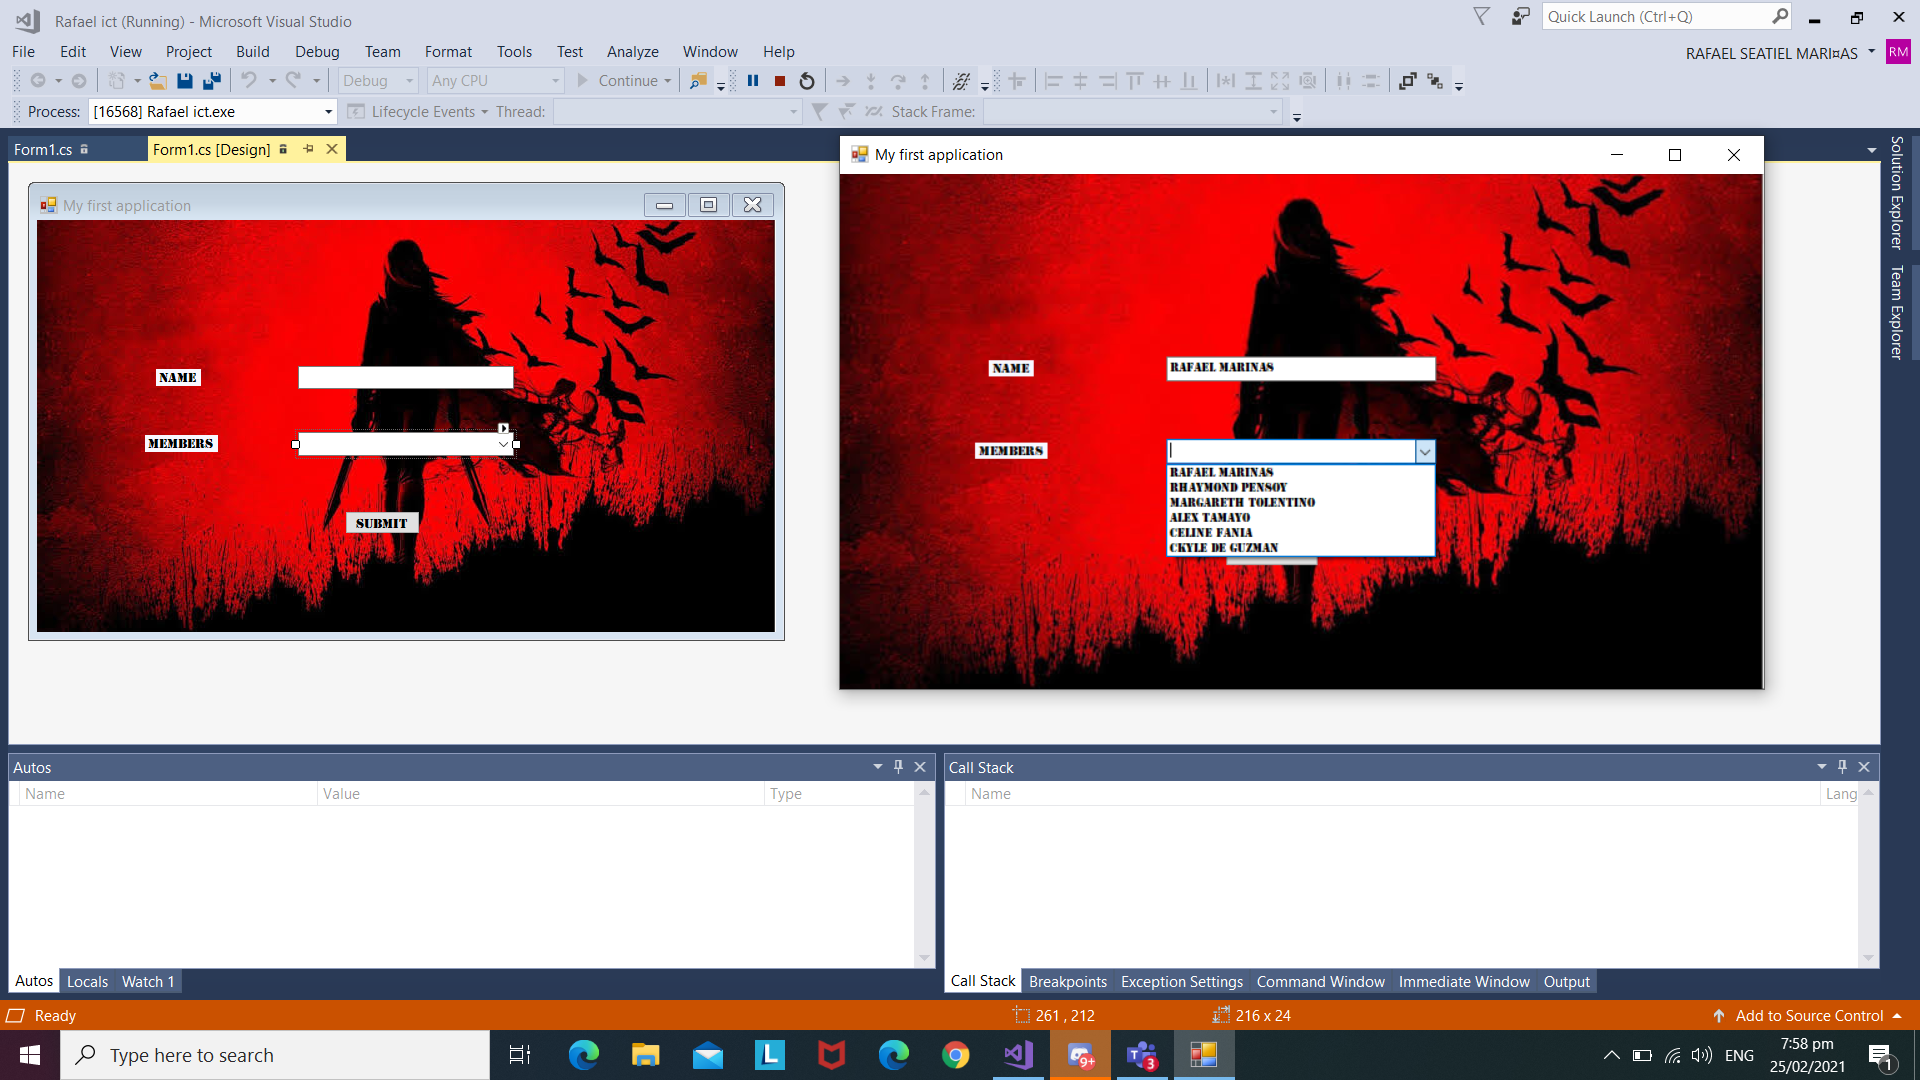 Rafael ict (Running) - Microsoft Visual Studio
Quick Launch (Ctrl+Q)
File Edit View Project Build Debug Team Format Tools Test Analyze Window Help
RAFAEL SEATIEL MARI¤AS RM
Debug Any CPU Continue
Process: [16568] Rafael ict.exe Lifecycle Events Thread: Stack Frame:
Form1.cs Form1.cs [Design]
My first application
NAME
MEMBERS
SUBMIT
My first application
NAME RAFAEL MARINAS
MEMBERS
RAFAEL MARINAS
RHAYMOND PENSOY
MARGARETH TOLENTINO
ALEX TAMAYO
CELINE FANIA
CKYLE DE GUZMAN
Solution Explorer
Team Explorer
Autos
Name Value Type
Autos Locals Watch 1
Call Stack
Name Lang
Call Stack Breakpoints Exception Settings Command Window Immediate Window Output
Ready 261 , 212 216 x 24 Add to Source Control
Type here to search
L
9+
3
ENG
7:58 pm
25/02/2021
1